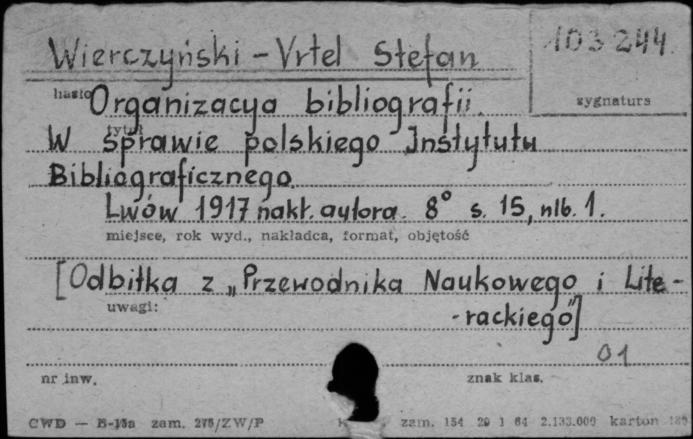 Wierczyński - Vrtel Stefan
103 244
hasło
sygnatura
Organizacya bibliografii.
tytuł
W sprawie polskiego Instytutu
Bibliograficznego.
Lwów 1917 nakł. autora. 8° s. 15, nlb. 1.
miejsce, rok wyd., nakładca, format, objętość
[Odbitka z „Przewodnika Naukowego i Lite-
uwagi:
-rackiego"]
01
nr inw.
znak klas.
CWD — B-15a zam. 275/ZW/P
zam. 154 29 1 64 2.133.000 karton